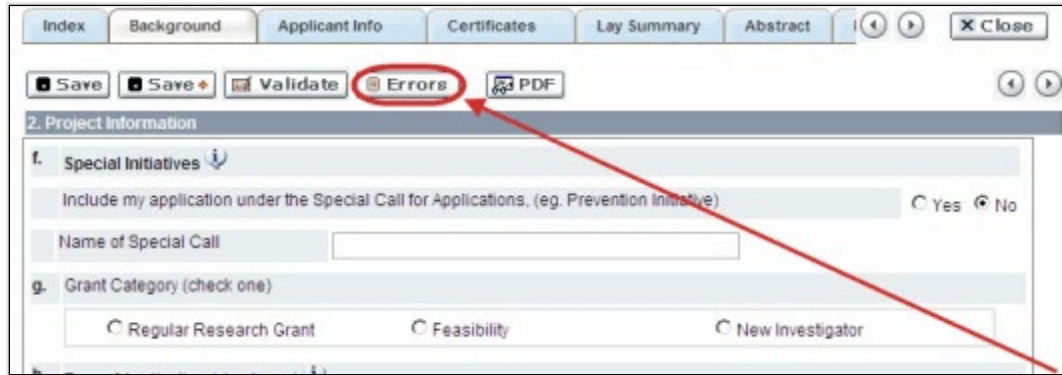 Index Background Applicant Info Certificates Lay Summary Abstract X Close
Save Save Validate Errors PDF
2. Project Information
f. Special Initiatives
Include my application under the Special Call for Applications, (eg. Prevention Initiative) Yes No
Name of Special Call
g. Grant Category (check one)
Regular Research Grant Feasibility New Investigator